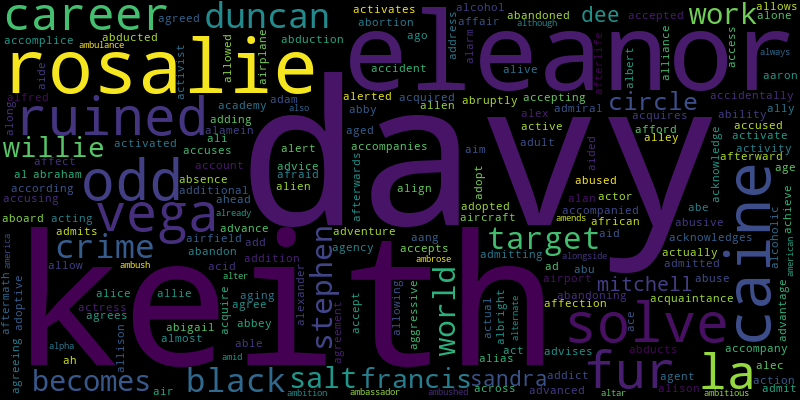 career duncan eleanor work
rosalie dee
ruined davy circle
willie
odd vega caine
crime stephen target
keith world mitchell
solve
becomes black salt francis sandra fur la
activates alcohol abandoned accepted allows
agreed abortion affair although alone
accomplice ambulance abducted allowed airplane ago address alliance access
activist abduction accident alarm alive afterlife albert aaron
aide alfred alerted acquired alien abruptly accepting admiral accidentally
along academy adam alamein also adding abby alex acquires ability ally
activated ali aged active afford alley accused activate
affect accuses alert accompanies aim adult aided afterward activity
al abraham absence account advice afraid afterwards adopt abused acknowledge age
according additional ahead alien align adopted alan actor abe abusive achieve
accusing aboard acting already adventure aircraft amends accompanied african aid acknowledges alcoholic
admits airfield advance add agency accepts aang admitting actually admitted
america allow ambush abandon addition ambrose alongside ad abu abuse american
aftermath adoptive acid alter alexander aggressive airport abandoning affection acquaintance advantage
alice allie aging acquire agree agreement accept allowing actual albright alternate ace
actress agrees abigail abbey alias act advises accompany
agreeing alpha allison almost able amid abducts alec
ah air ambition ambassador across ambushed advanced addict altar agent alison action ambitious admit